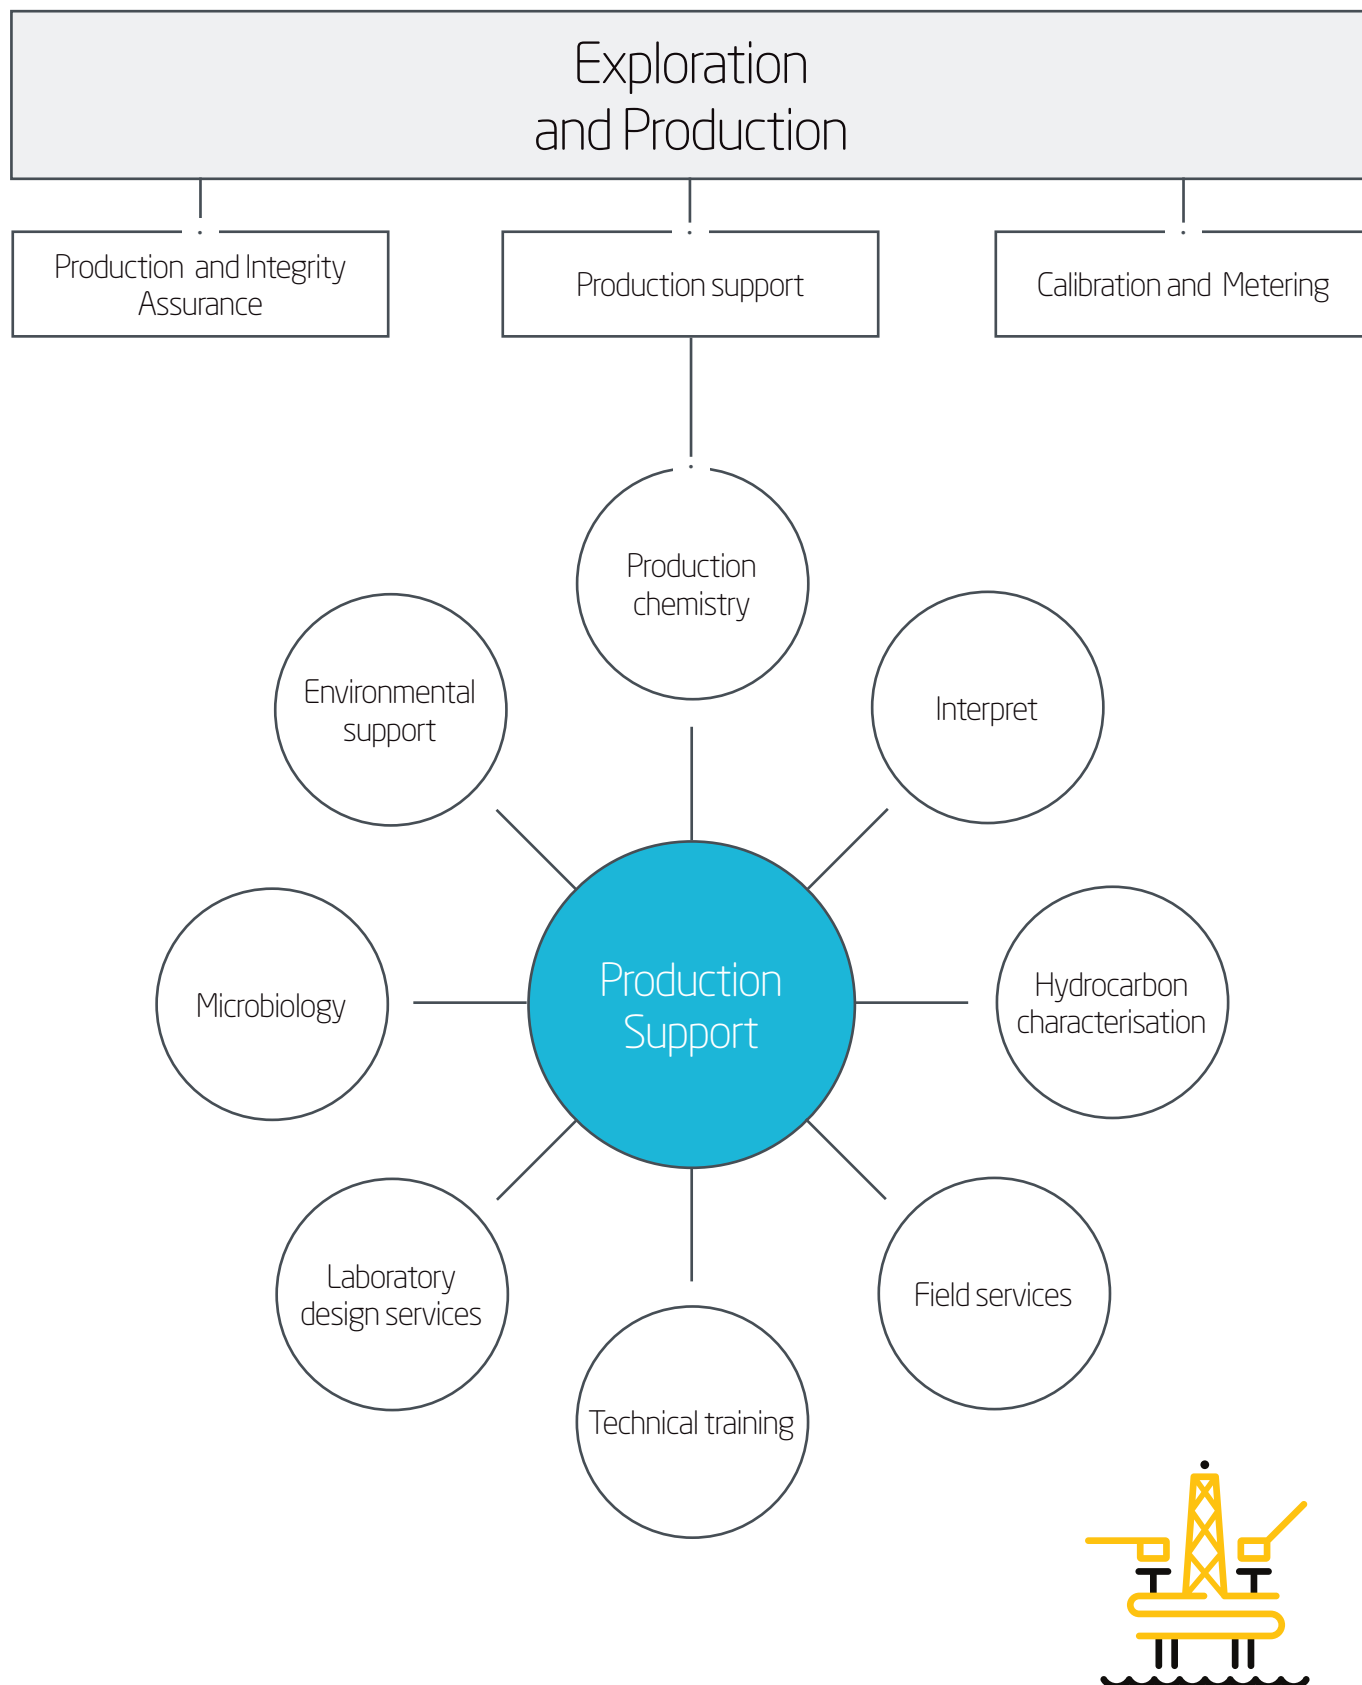 Exploration
and Production
Production and Integrity
Assurance
Production support
Calibration and Metering
Production
chemistry
Environmental
support
Interpret
Production
Support
Microbiology
Hydrocarbon
characterisation
Laboratory
design services
Field services
Technical training